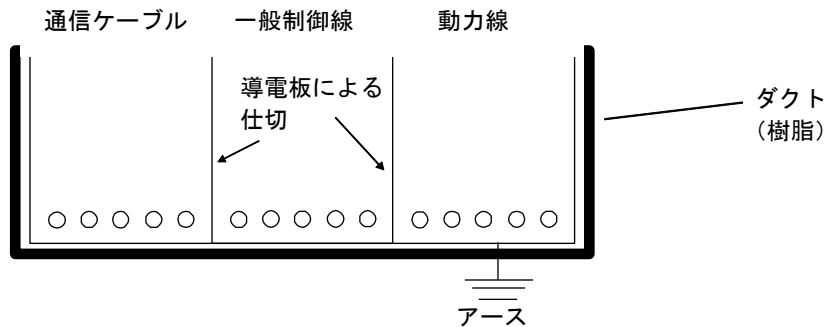 通信ケーブル
一般制御線
動力線
導電板による
仕切
ダクト
（樹脂）
アース